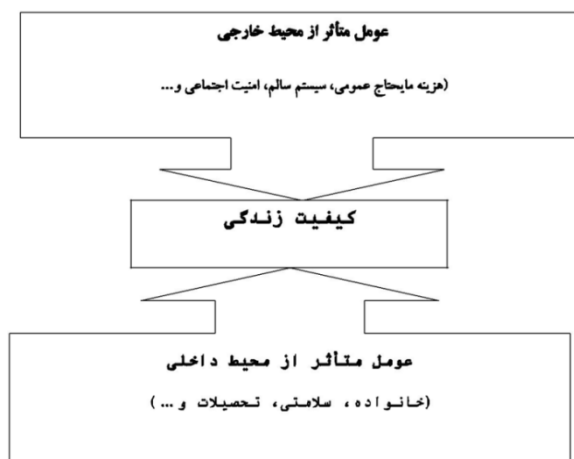 عومل متأثر از محیط خارجی
(هزینه مایحتاج عمومی، سیستم سالم، امنیت اجتماعی و...
کیفیت زندگی
عومل متأثر از محیط داخلی
(خانواده، سلامتی، تحصیلات و... )